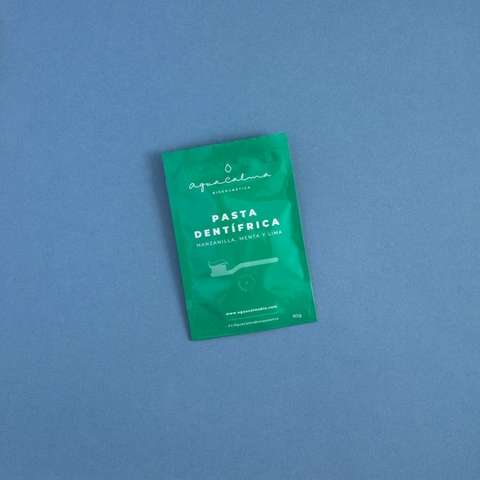 aguacalma
BIOCOSMÉTICA
PASTA
DENTÍFRICA
MANZANILLA, MENTA Y LIMA
www.aguacalmabio.com
80g